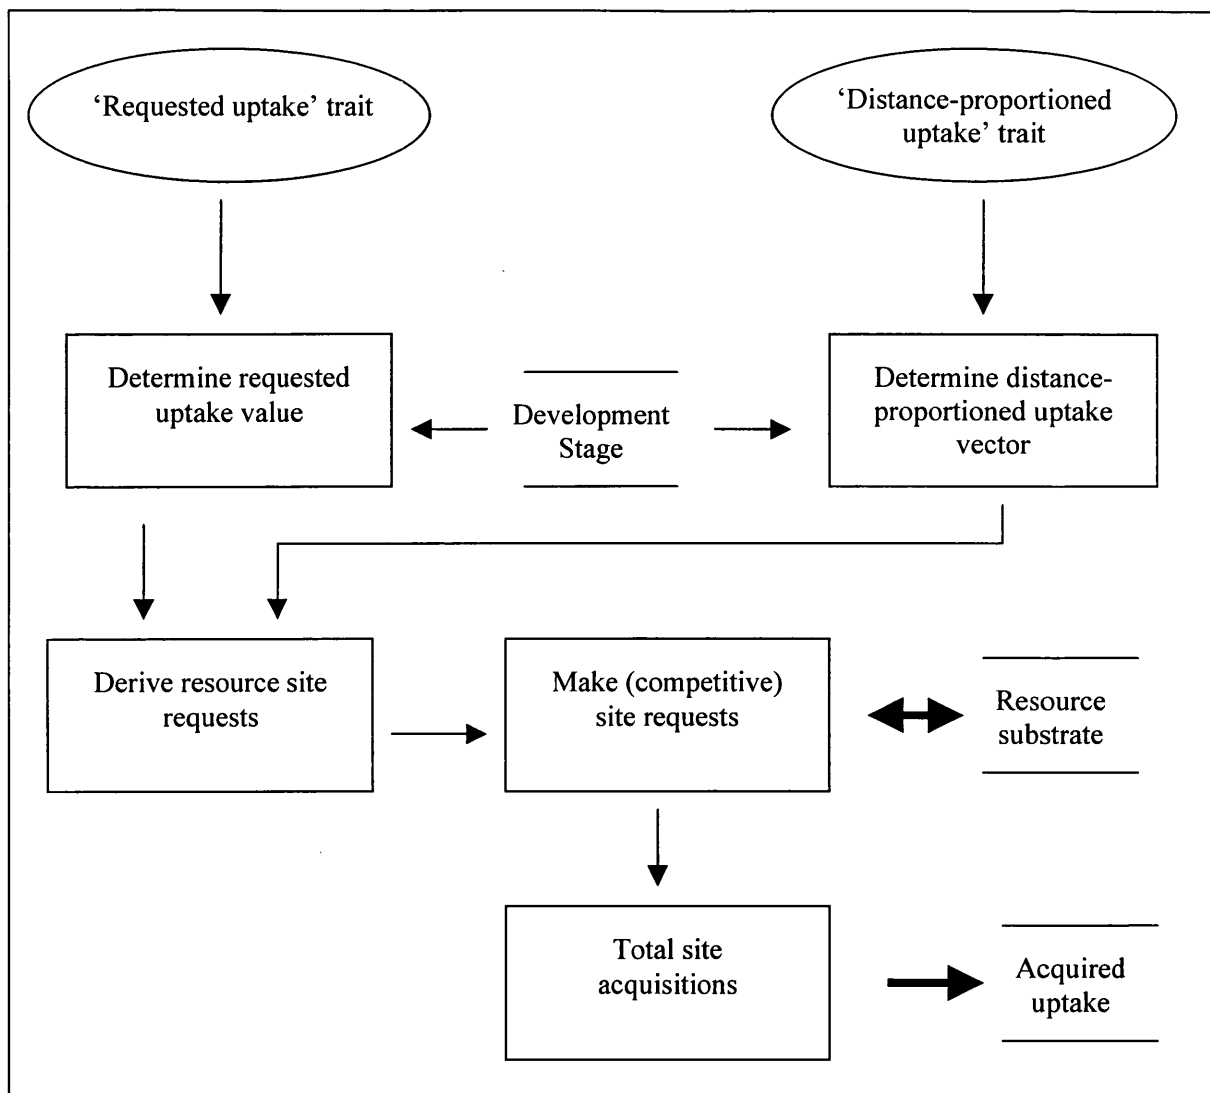 ‘Requested uptake’ trait
‘Distance-proportioned
uptake’ trait
Determine requested
uptake value
Development
Stage
Determine distance-
proportioned uptake
vector
Derive resource site
requests
Make (competitive)
site requests
Resource
substrate
Total site
acquisitions
Acquired
uptake